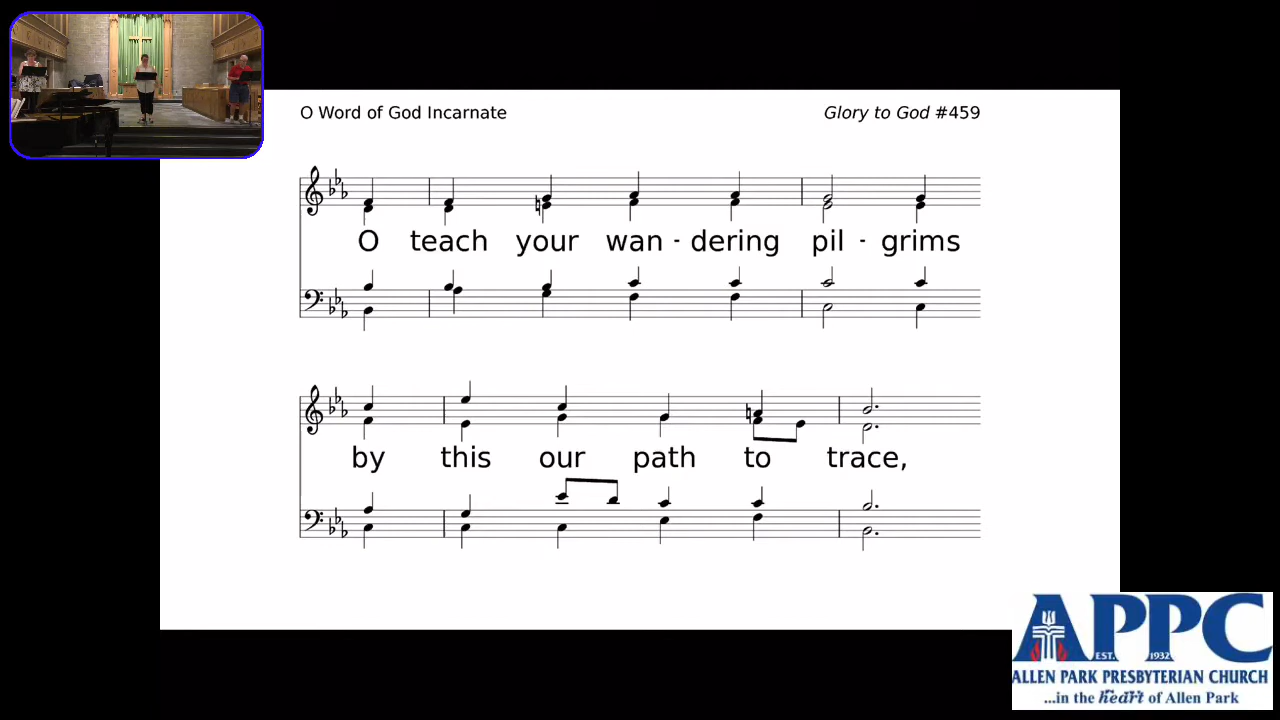 O Word of God Incarnate
Glory to God #459
O teach your wan - dering pil - grims
by this our path to trace,
APPC
EST. 1932
ALLEN PARK PRESBYTERIAN CHURCH
...in the heart of Allen Park